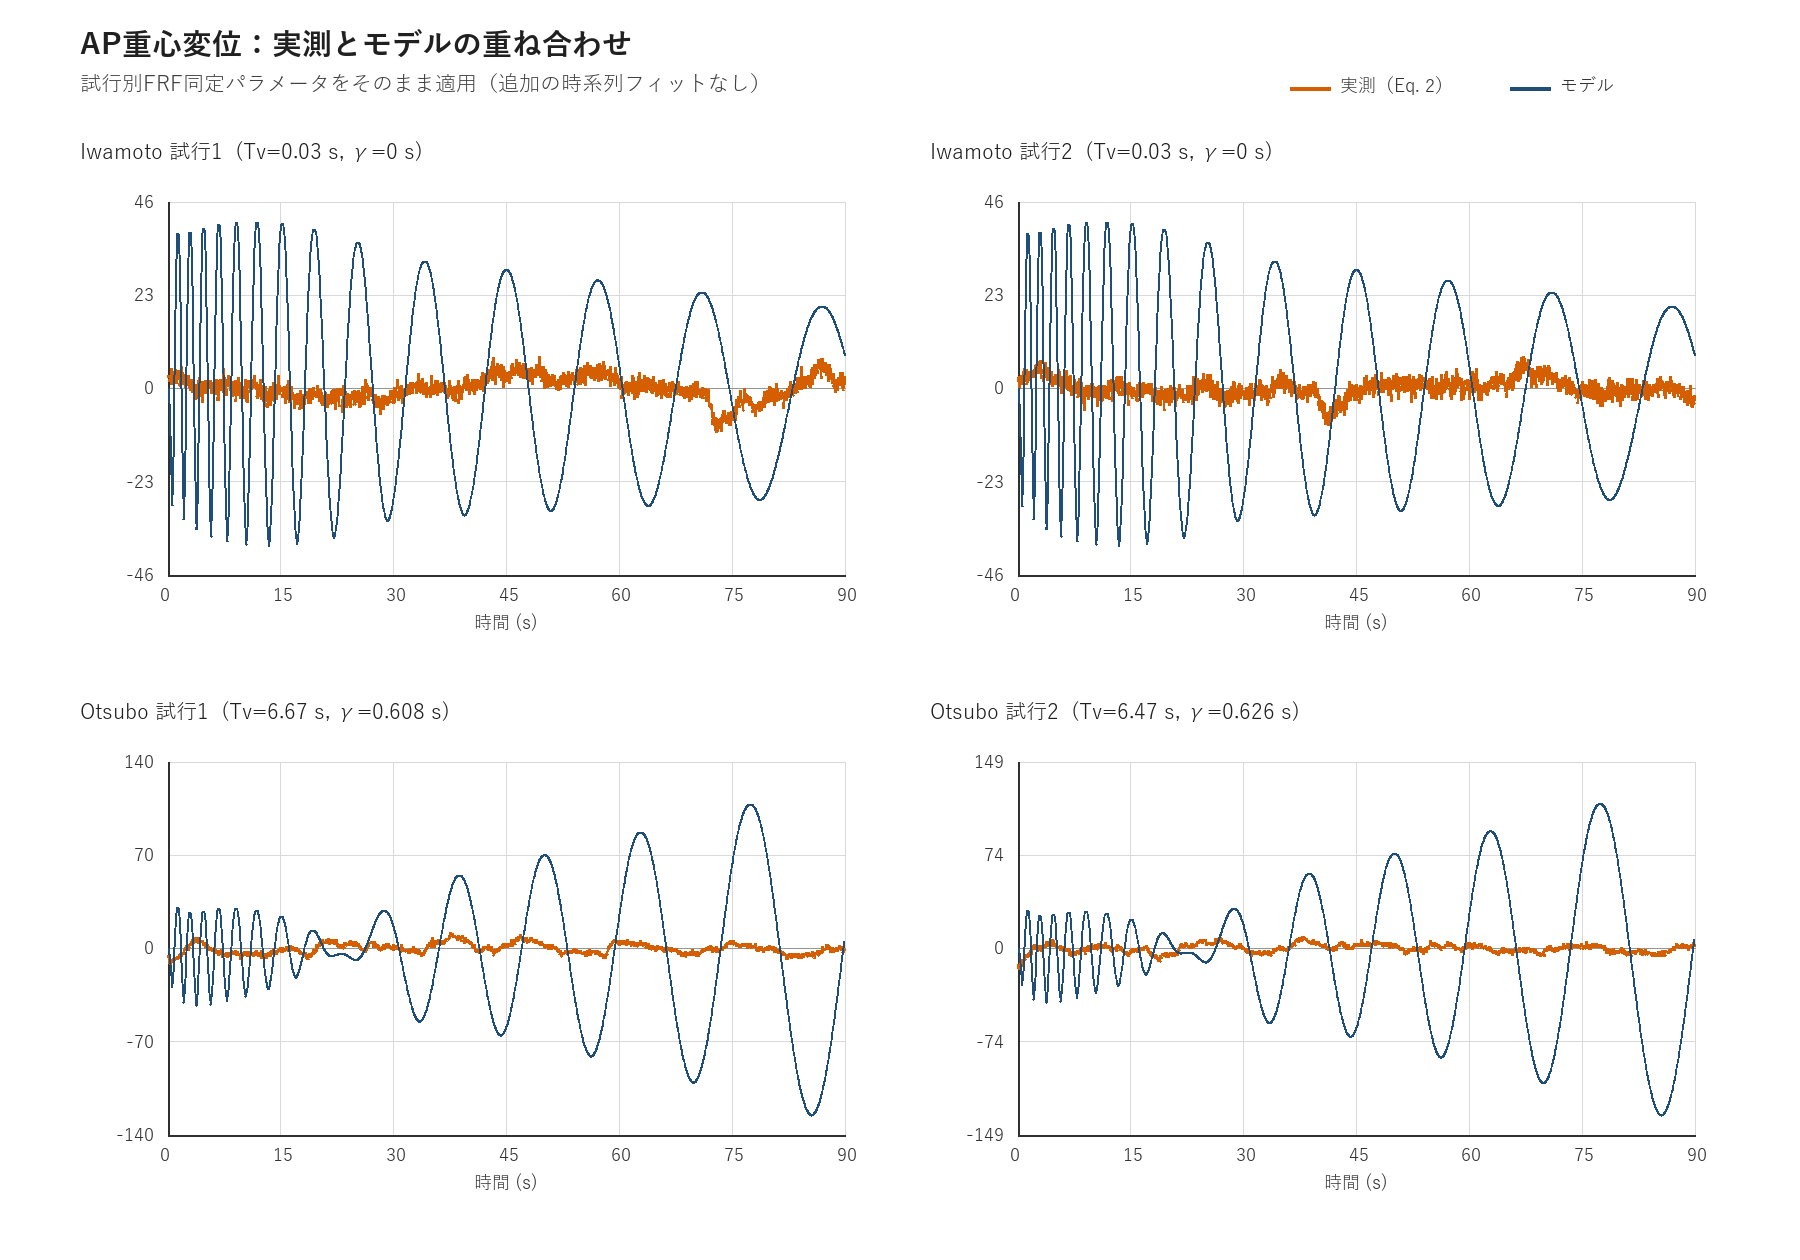 AP重心変位：実測とモデルの重ね合わせ
試行別FRF同定パラメータをそのまま適用（追加の時系列フィットなし）
実測（Eq. 2）
モデル
Iwamoto 試行1（Tv=0.03 s, γ=0 s）
46
23
0
-23
-46
0 15 30 45 60 75 90
時間 (s)
Iwamoto 試行2（Tv=0.03 s, γ=0 s）
46
23
0
-23
-46
0 15 30 45 60 75 90
時間 (s)
Otsubo 試行1（Tv=6.67 s, γ=0.608 s）
140
70
0
-70
-140
0 15 30 45 60 75 90
時間 (s)
Otsubo 試行2（Tv=6.47 s, γ=0.626 s）
149
74
0
-74
-149
0 15 30 45 60 75 90
時間 (s)